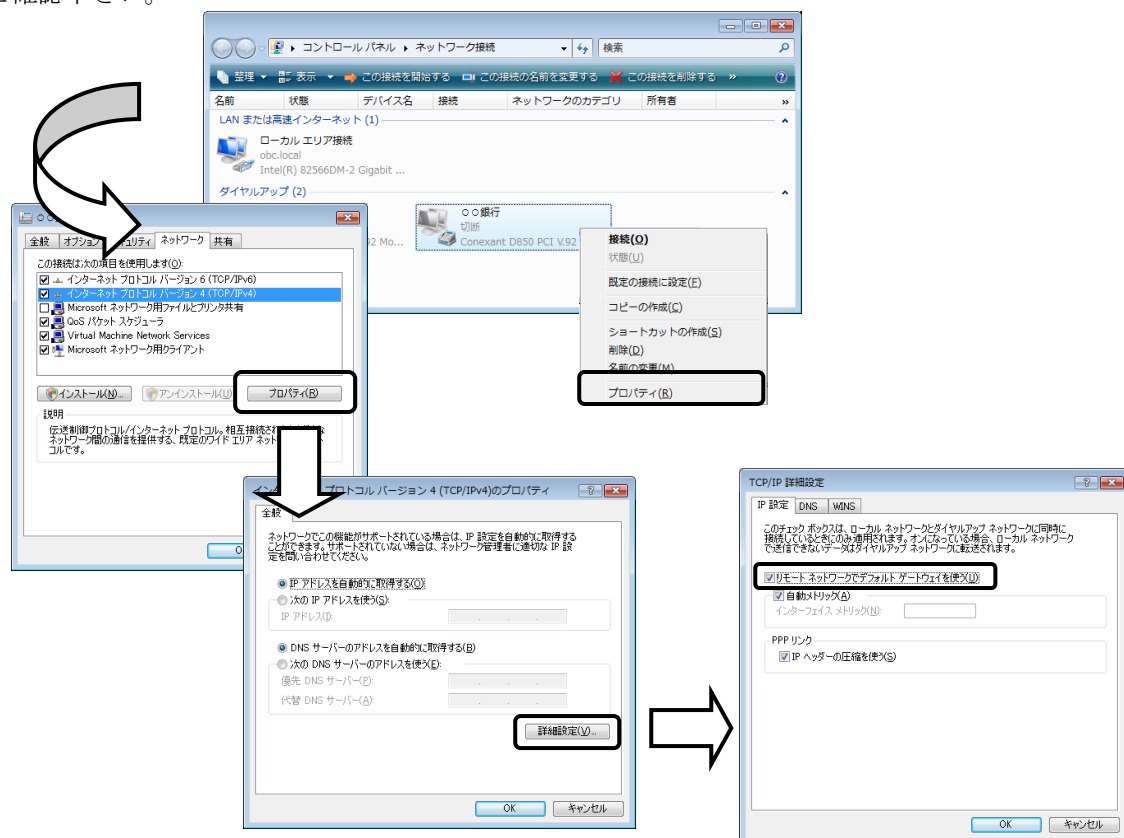 確認下さい。
コントロール パネル ▸ ネットワーク接続
検索
整理 表示 この接続を開始する この接続の名前を変更する この接続を削除する »
名前 状態 デバイス名 接続 ネットワークのカテゴリ 所有者 »
LAN または高速インターネット (1)
ローカル エリア接続
obc.local
Intel(R) 82566DM-2 Gigabit ...
ダイヤルアップ (2)
○○銀行
切断
Conexant D850 PCI V.92
92 Mo...
接続(O)
状態(U)
既定の接続に設定(F)
コピーの作成(C)
ショートカットの作成(S)
削除(D)
名前の変更(M)
プロパティ(R)
全般 オプション キュリティ ネットワーク 共有
この接続は次の項目を使用します(O):
インターネット プロトコル バージョン 6 (TCP/IPv6)
インターネット プロトコル バージョン 4 (TCP/IPv4)
Microsoft ネットワーク用ファイルとプリンタ共有
QoS パケット スケジューラ
Virtual Machine Network Services
Microsoft ネットワーク用クライアント
インストール(N)... アンインストール(U) プロパティ(R)
説明
伝送制御プロトコル/インターネット プロトコル。相互接続さ
ネットワーク間の通信を提供する、既定のワイド エリア ネット
コルです。
プロトコル バージョン 4 (TCP/IPv4)のプロパティ
全般
ネットワークでこの機能がサポートされている場合は、IP 設定を自動的に取得する
ことができます。サポートされていない場合は、ネットワーク管理者に適切な IP 設
定を問い合わせてください。
IP アドレスを自動的に取得する(O)
次の IP アドレスを使う(S):
IP アドレス(I):
DNS サーバーのアドレスを自動的に取得する(B)
次の DNS サーバーのアドレスを使う(E):
優先 DNS サーバー(P):
代替 DNS サーバー(A):
詳細設定(V)...
OK キャンセル
TCP/IP 詳細設定
IP 設定 DNS WINS
このチェック ボックスは、ローカル ネットワークとダイヤルアップ ネットワークに同時に
接続しているときにのみ適用されます。オンになっている場合、ローカル ネットワーク
で送信できないデータはダイヤルアップ ネットワークに転送されます。
リモート ネットワークでデフォルト ゲートウェイを使う(U)
自動メトリック(A)
インターフェイス メトリック(N):
PPP リンク
IP ヘッダーの圧縮を使う(S)
OK キャンセル